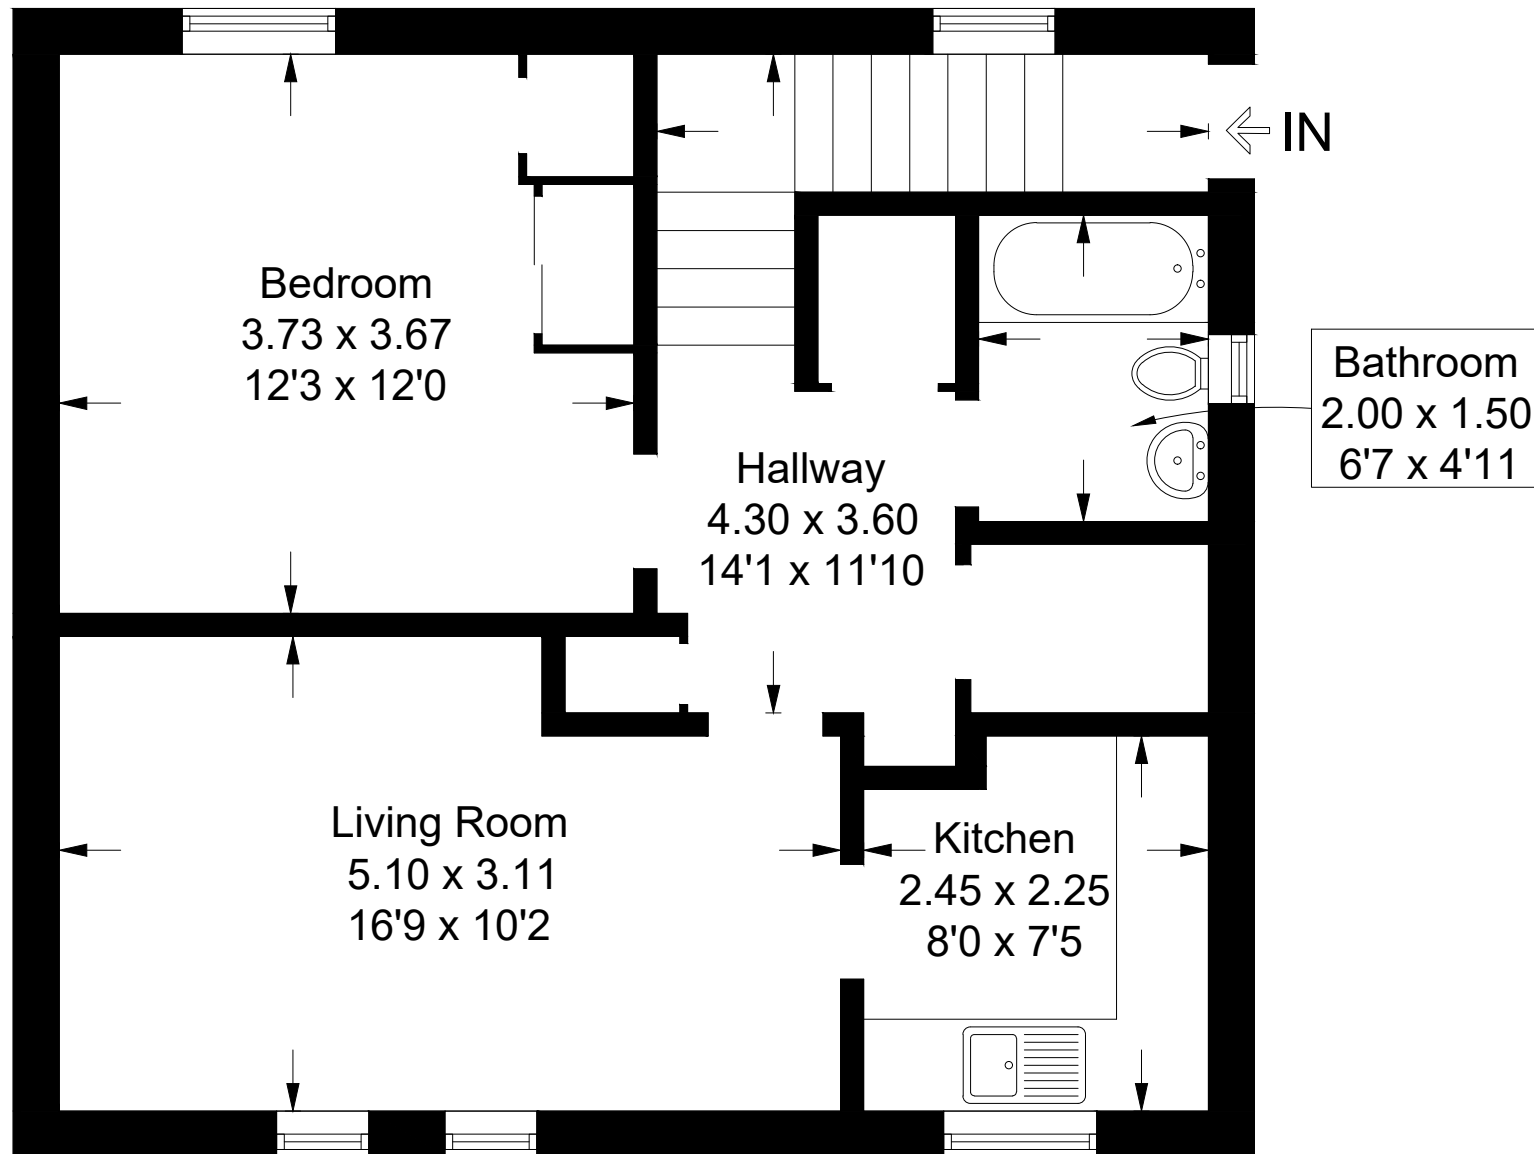 IN
Bedroom
3.73 x 3.67
12'3 x 12'0
Bathroom
2.00 x 1.50
6'7 x 4'11
Hallway
4.30 x 3.60
14'1 x 11'10
Living Room
5.10 x 3.11
16'9 x 10'2
Kitchen
2.45 x 2.25
8'0 x 7'5